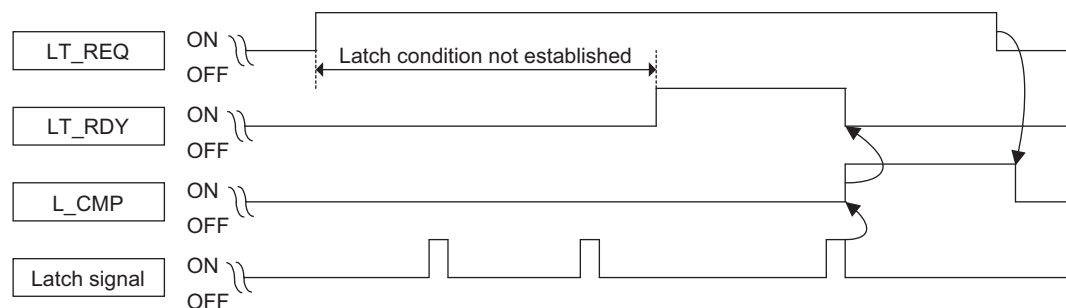 LT_REQ
ON
OFF
Latch condition not established
LT_RDY
ON
OFF
L_CMP
ON
OFF
Latch signal
ON
OFF